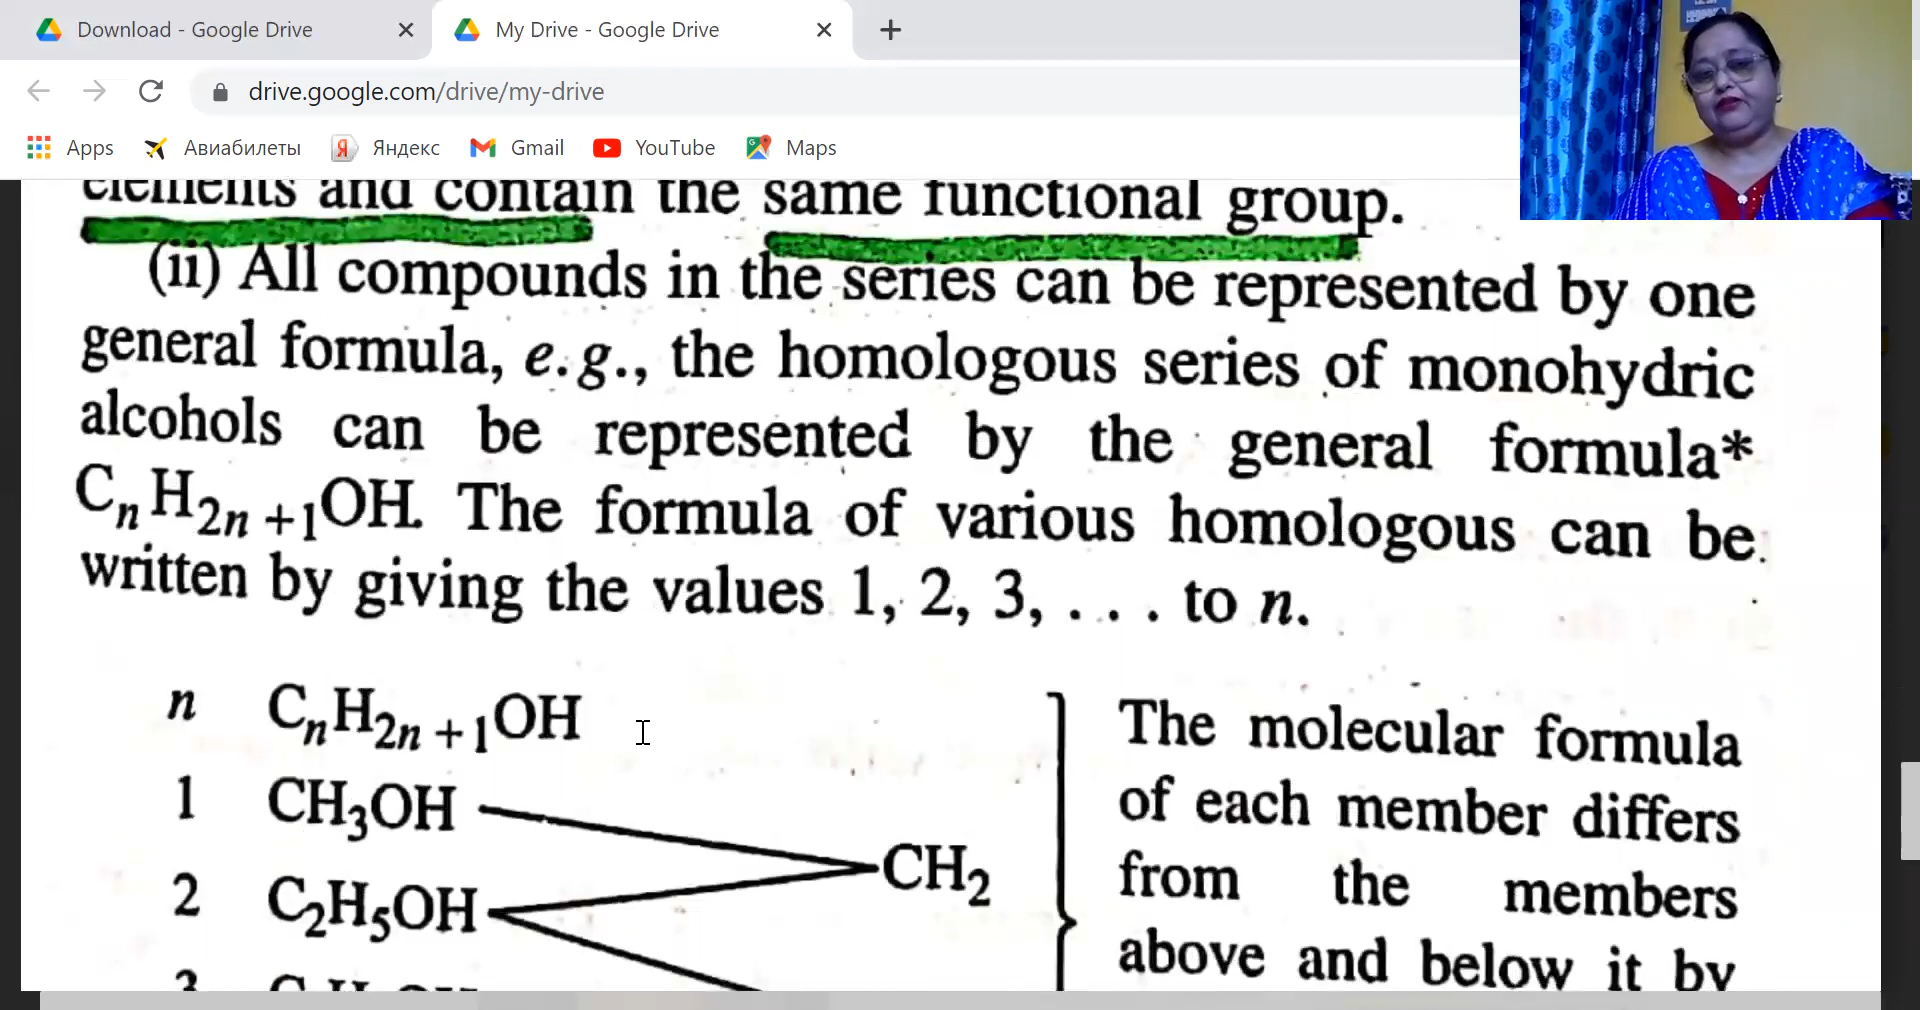 Download - Google Drive
My Drive - Google Drive
drive.google.com/drive/my-drive
Apps
Авиабилеты
Яндекс
Gmail
YouTube
Maps
elements and contain the same functional group.
(ii) All compounds in the series can be represented by one
general formula, e.g., the homologous series of monohydric
alcohols can be represented by the general formula*
CnH2n+1OH. The formula of various homologous can be
written by giving the values 1, 2, 3, . . . to n.
n CnH2n+1OH
1 CH3OH
CH2
2 C2H5OH
3
The molecular formula
of each member differs
from the members
above and below it by